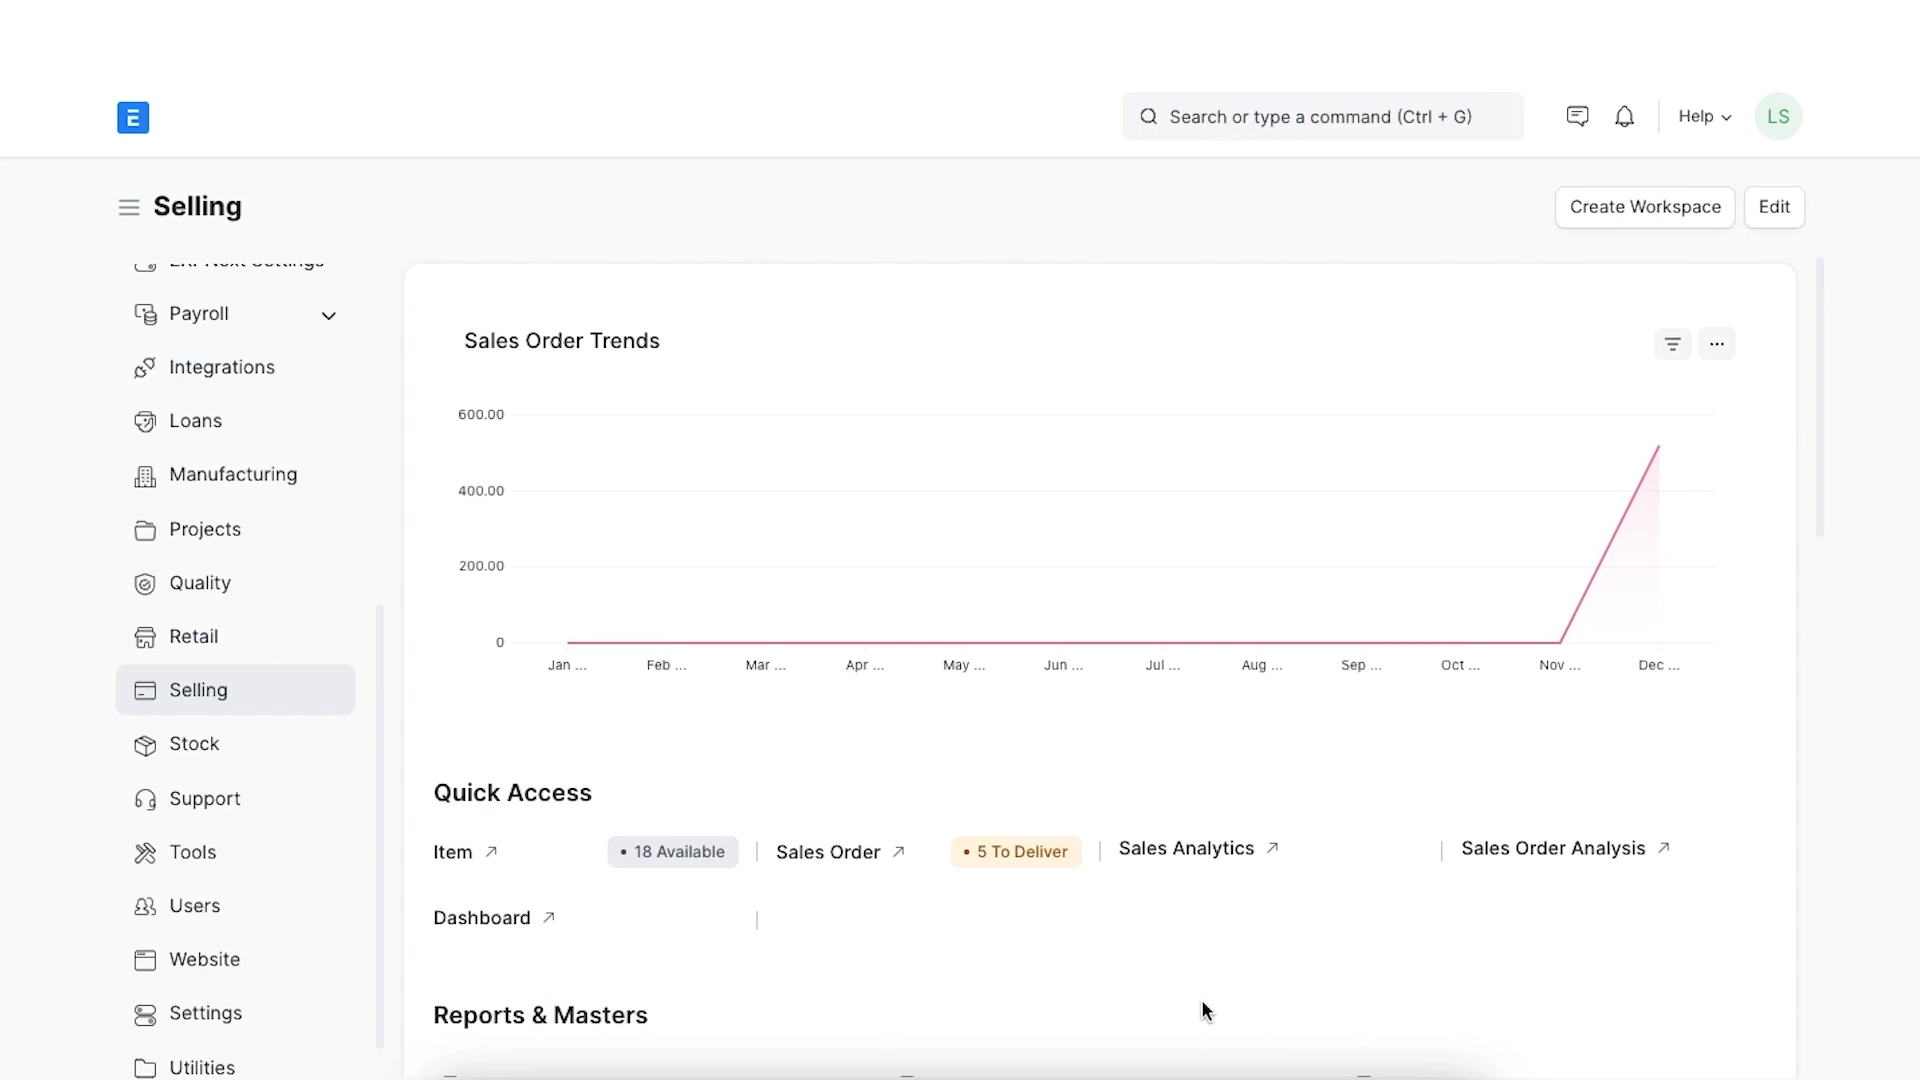 E
Search or type a command (Ctrl + G)
Help
LS
Selling
Create Workspace
Edit
Settings
Payroll
Integrations
Loans
Manufacturing
Projects
Quality
Retail
Selling
Stock
Support
Tools
Users
Website
Settings
Utilities
Sales Order Trends
600.00
400.00
200.00
0
Jan ... Feb ... Mar ... Apr ... May ... Jun ... Jul ... Aug ... Sep ... Oct ... Nov ... Dec ...
Quick Access
Item ↗ • 18 Available | Sales Order ↗ • 5 To Deliver | Sales Analytics ↗ | Sales Order Analysis ↗
Dashboard ↗ |
Reports & Masters